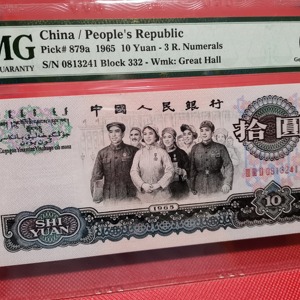 MG
GUARANTY
China / People's Republic
Pick# 879a 1965 10 Yuan - 3 R. Numerals
S/N 0813241 Block 332 - Wmk: Great Hall
中國人民銀行
拾圓
0813241
SHI
YUAN
1965
10